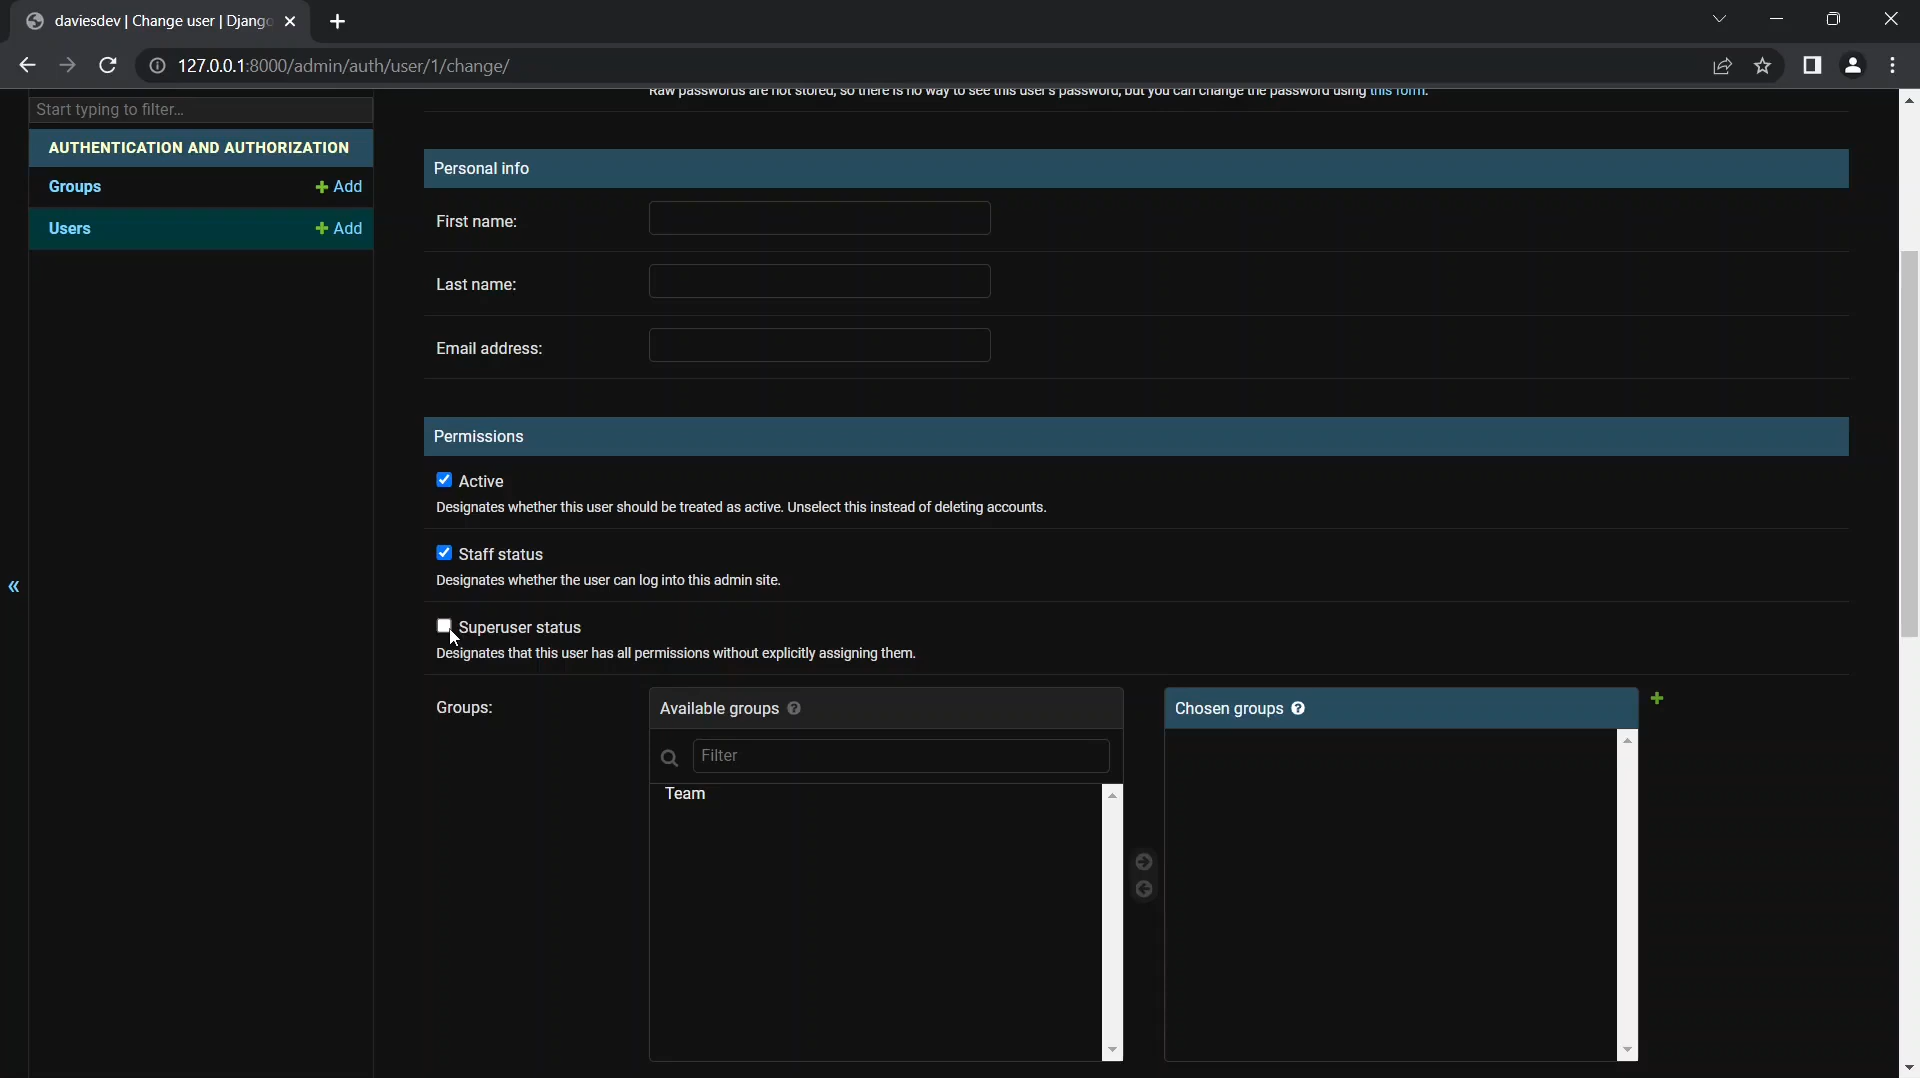 daviesdev | Change user | Django
127.0.0.1:8000/admin/auth/user/1/change/
Raw passwords are not stored, so there is no way to see this user's password, but you can change the password using this form.
Start typing to filter...
AUTHENTICATION AND AUTHORIZATION
Groups + Add
Users + Add
«
Personal info
First name:
Last name:
Email address:
Permissions
Active
Designates whether this user should be treated as active. Unselect this instead of deleting accounts.
Staff status
Designates whether the user can log into this admin site.
Superuser status
Designates that this user has all permissions without explicitly assigning them.
Groups:
Available groups ?
Filter
Team
Chosen groups ?